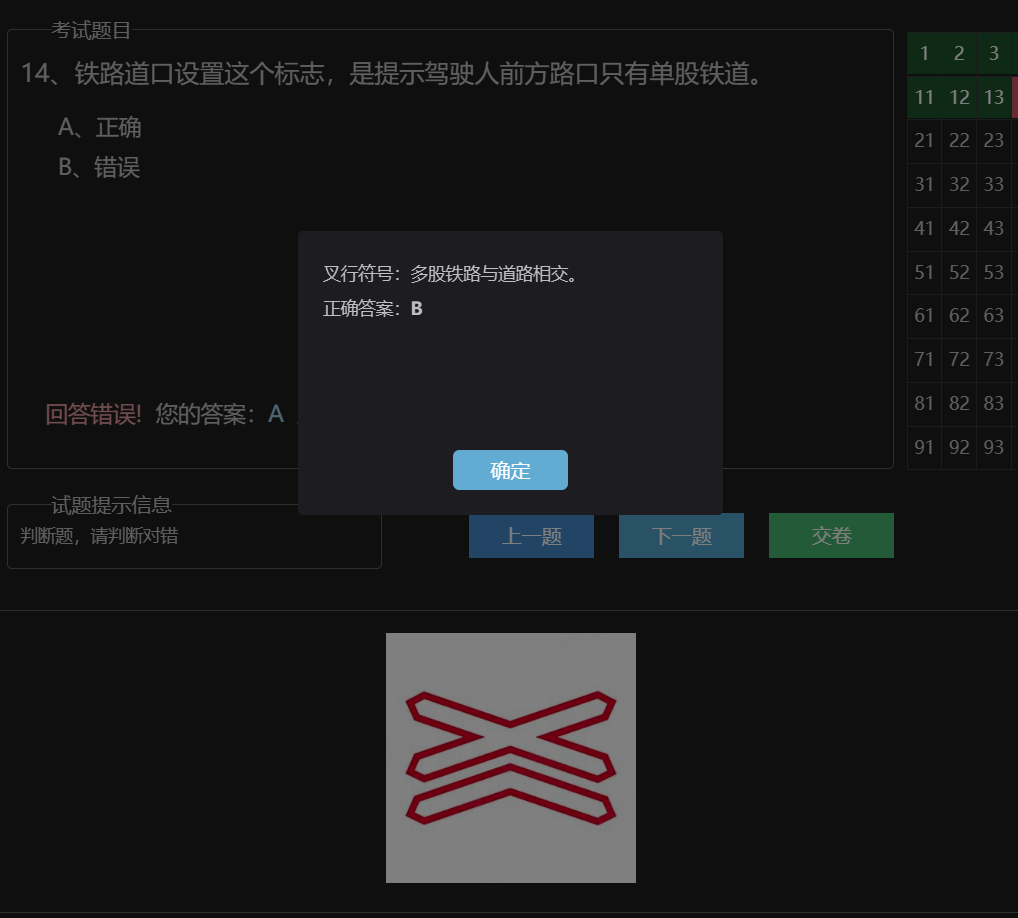 考试题目
14、铁路道口设置这个标志，是提示驾驶人前方路口只有单股铁道。
A、正确
B、错误
叉行符号：多股铁路与道路相交。
正确答案：B
确定
回答错误! 您的答案：A
试题提示信息
判断题，请判断对错
上一题 下一题 交卷
1 2 3
11 12 13
21 22 23
31 32 33
41 42 43
51 52 53
61 62 63
71 72 73
81 82 83
91 92 93